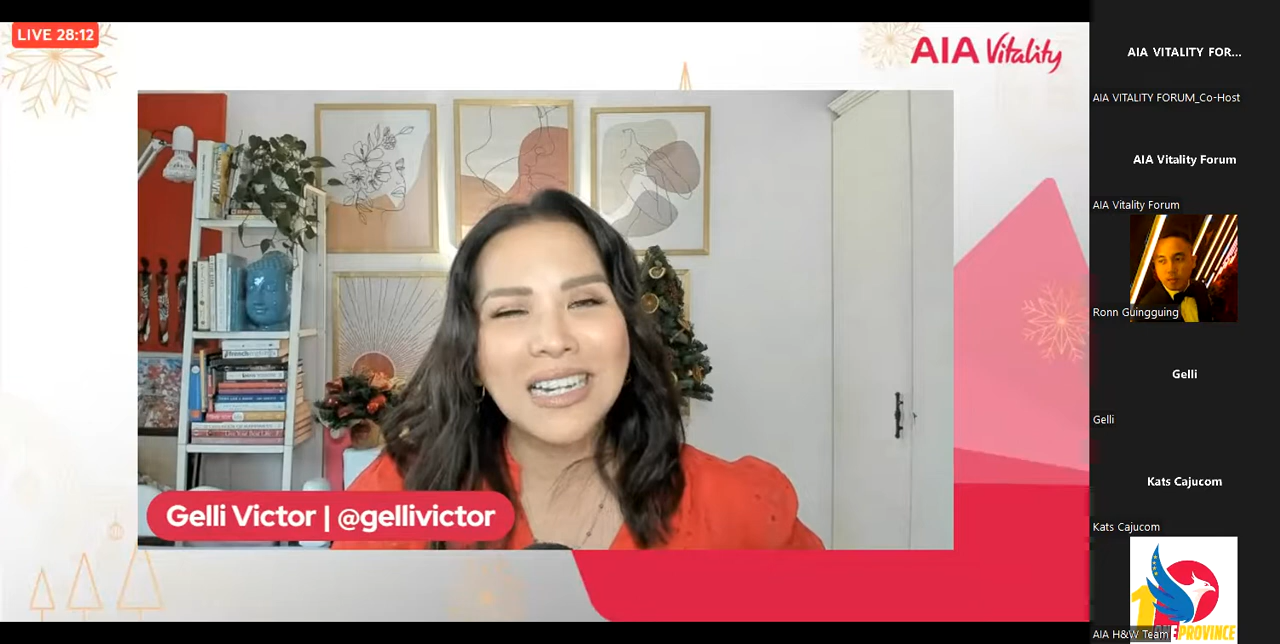 LIVE 28:12
AIA Vitality
Gelli Victor | @gellivictor
AIA VITALITY FOR...
AIA VITALITY FORUM_Co-Host
AIA Vitality Forum
AIA Vitality Forum
Ronn Guingguing
Gelli
Gelli
Kats Cajucom
Kats Cajucom
AIA H&W Team
PROVINCE